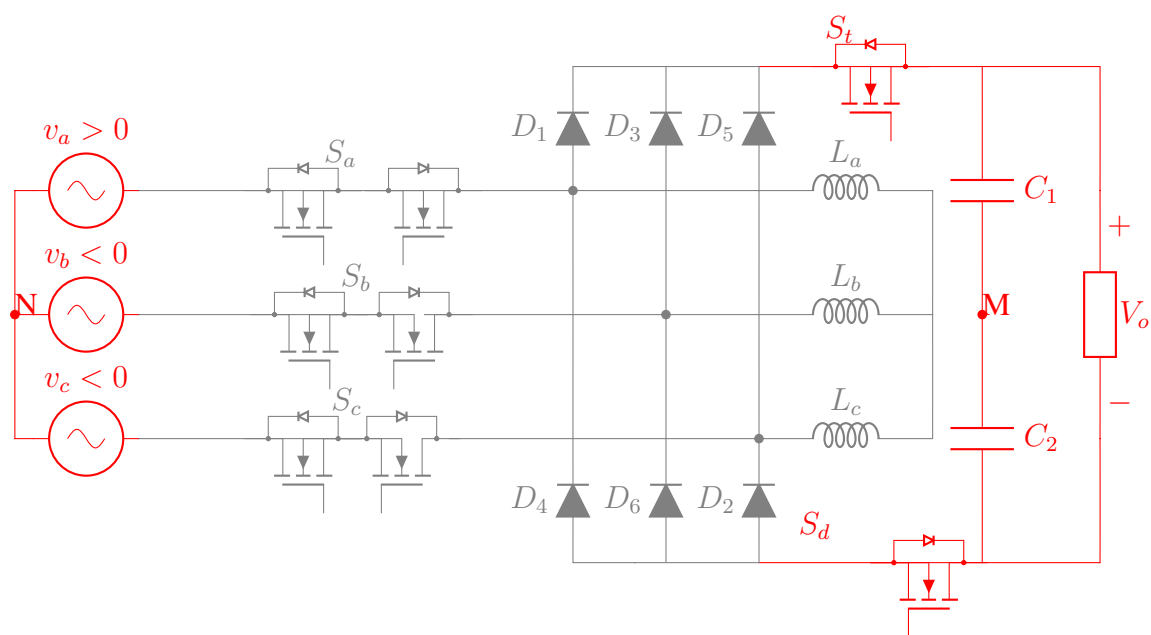 S_t
D_1 D_3 D_5
v_a > 0
S_a
L_a
C_1
+
v_b < 0
S_b
L_b
N
M
V_o
v_c < 0
S_c
L_c
−
C_2
D_4 D_6 D_2
S_d